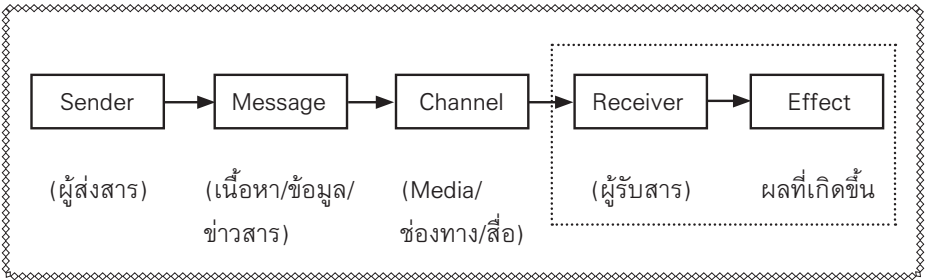 Sender Message Channel Receiver Effect
(ผู้ส่งสาร) (เนื้อหา/ข้อมูล/ (Media/ (ผู้รับสาร) ผลที่เกิดขึ้น
ข่าวสาร) ช่องทาง/สื่อ)